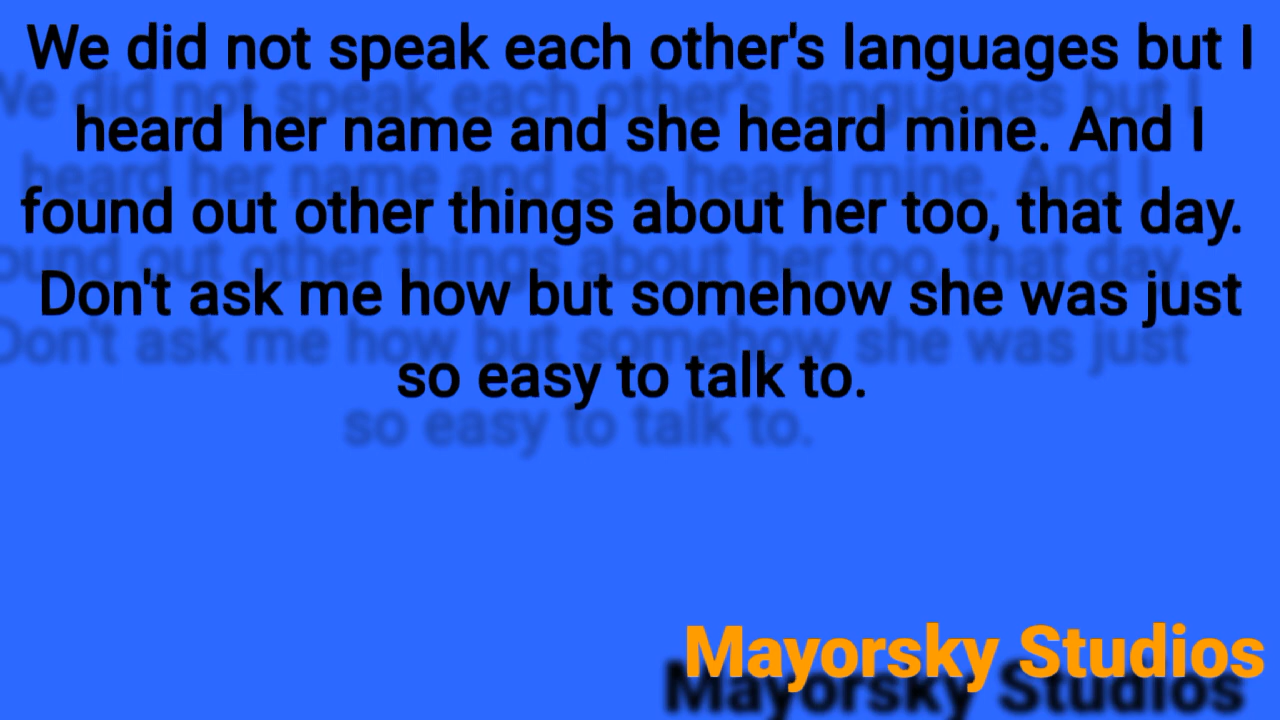 We did not speak each other's languages but I
heard her name and she heard mine. And I
found out other things about her too, that day.
Don't ask me how but somehow she was just
so easy to talk to.
Mayorsky Studios